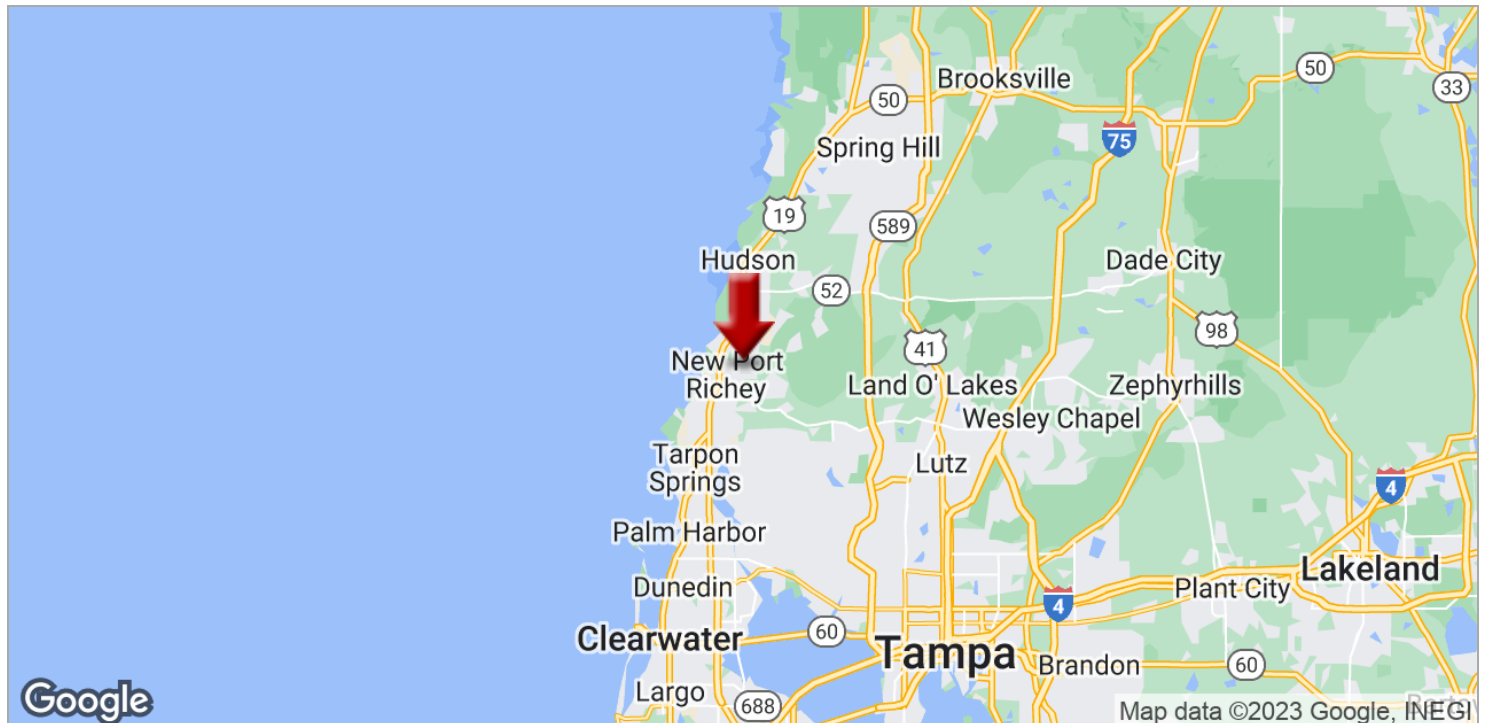 Brooksville
50
50
33
75
Spring Hill
19
589
Hudson
Dade City
52
98
41
New Port
Richey
Land O' Lakes
Zephyrhills
Wesley Chapel
Tarpon
Springs
Lutz
4
Palm Harbor
Lakeland
Dunedin
Plant City
4
Clearwater
60
Tampa
Brandon
60
Largo
688
Google
Map data ©2023 Google, INEGI